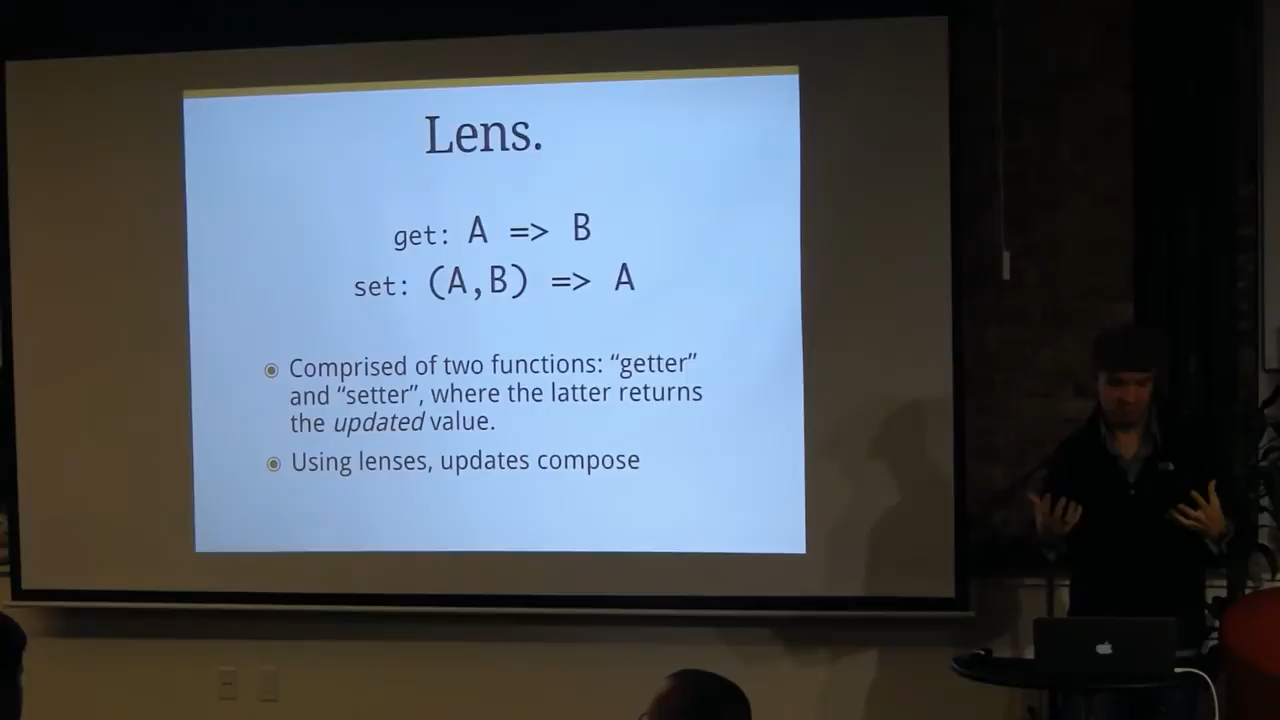 Lens.
get: A => B
set: (A,B) => A
Comprised of two functions: “getter”
and “setter”, where the latter returns
the updated value.
Using lenses, updates compose